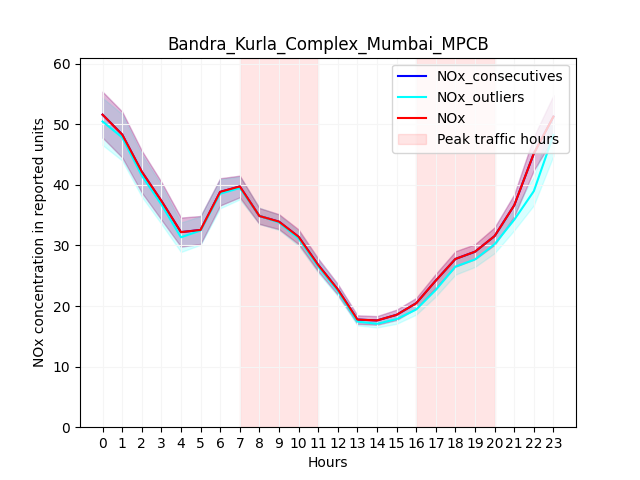 Bandra_Kurla_Complex_Mumbai_MPCB
NOx_consecutives
NOx_outliers
NOx
Peak traffic hours
NOx concentration in reported units
60
50
40
30
20
10
0
0 1 2 3 4 5 6 7 8 9 10 11 12 13 14 15 16 17 18 19 20 21 22 23
Hours